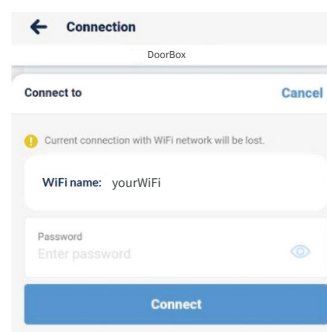 Connection
DoorBox
Connect to Cancel
! Current connection with WiFi network will be lost.
WiFi name: yourWiFi
Password
Enter password
Connect